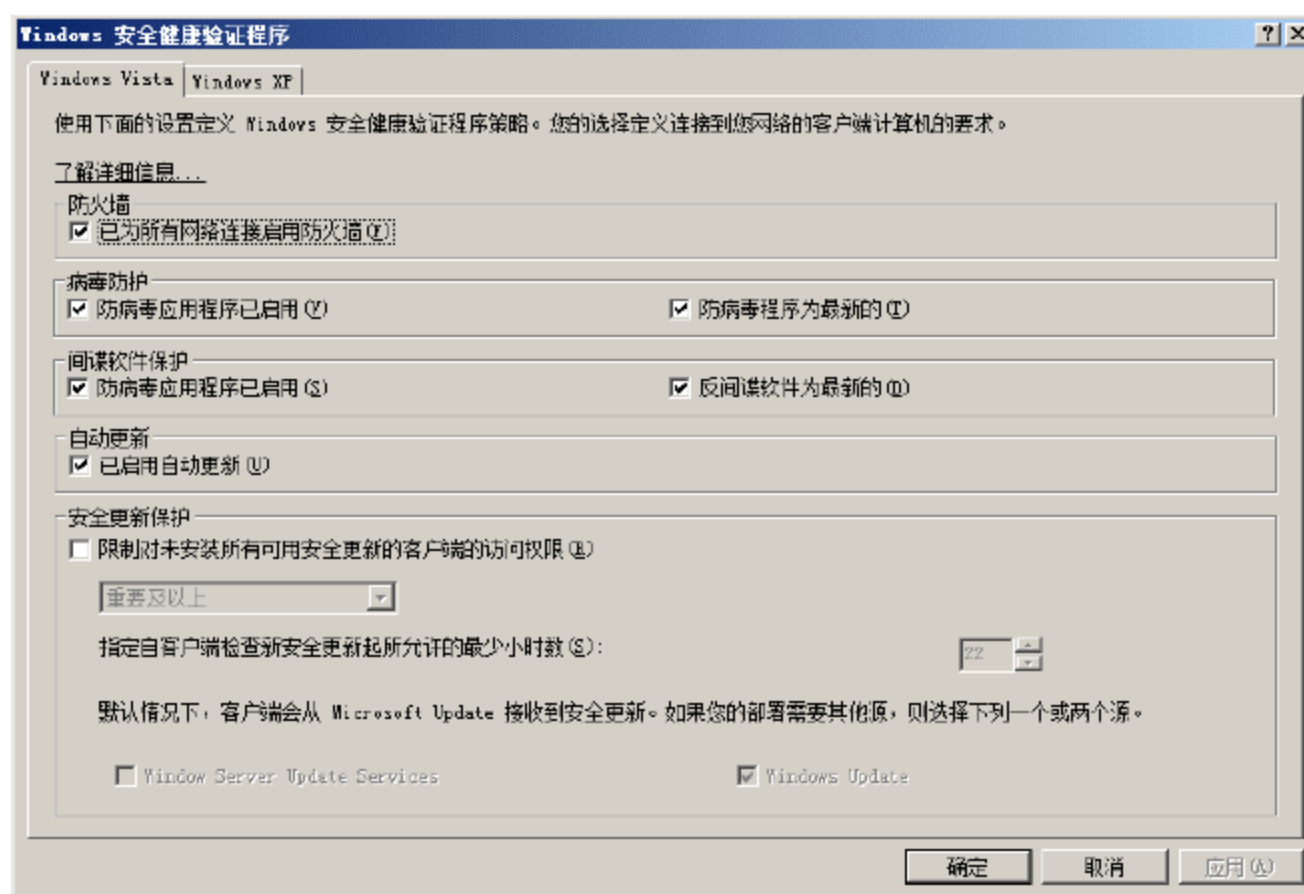 Windows 安全健康验证程序
Windows Vista
Windows XP
使用下面的设置定义 Windows 安全健康验证程序策略。您的选择定义连接到您网络的客户端计算机的要求。
了解详细信息...
防火墙
已为所有网络连接启用防火墙(F)
病毒防护
防病毒应用程序已启用(V)
防病毒程序为最新的(T)
间谍软件保护
防病毒应用程序已启用(S)
反间谍软件为最新的(D)
自动更新
已启用自动更新(U)
安全更新保护
限制对未安装所有可用安全更新的客户端的访问权限(R)
重要及以上
指定自客户端检查新安全更新起所允许的最少小时数(S):
22
默认情况下，客户端会从 Microsoft Update 接收到安全更新。如果您的部署需要其他源，则选择下列一个或两个源。
Window Server Update Services
Windows Update
确定
取消
应用(A)